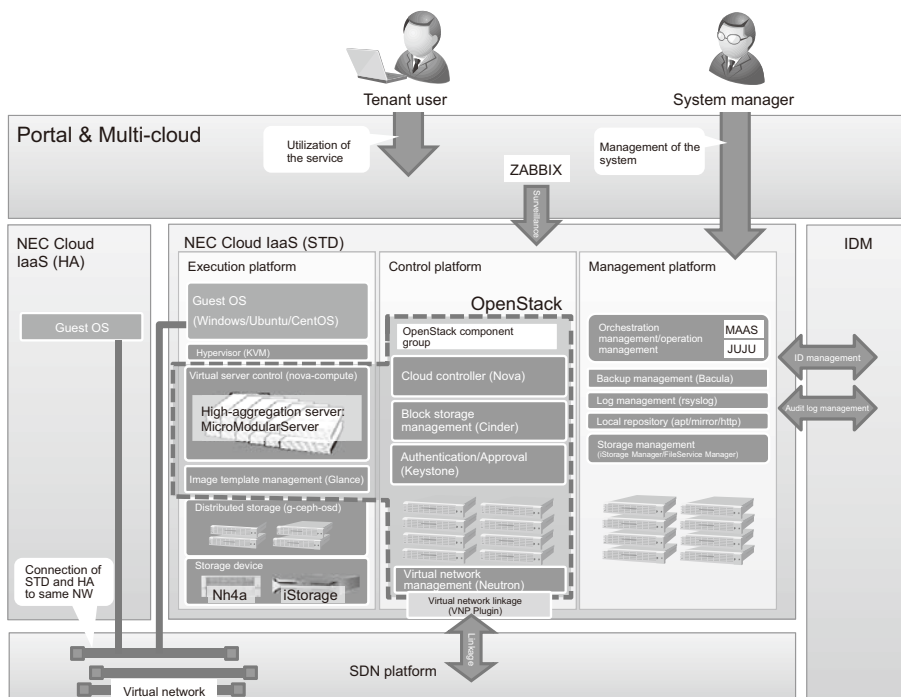 Tenant user
System manager
Portal & Multi-cloud
Utilization of
the service
Management of the
system
ZABBIX
Surveillance
NEC Cloud
IaaS (HA)
Guest OS
Connection of
STD and HA
to same NW
NEC Cloud IaaS (STD)
Execution platform
Guest OS
(Windows/Ubuntu/CentOS)
Hypervisor (KVM)
Virtual server control (nova-compute)
High-aggregation server:
MicroModularServer
Image template management (Glance)
Distributed storage (g-ceph-osd)
Storage device
Nh4a
iStorage
Control platform
OpenStack
OpenStack component
group
Cloud controller (Nova)
Block storage
management (Cinder)
Authentication/Approval
(Keystone)
Virtual network
management (Neutron)
Virtual network linkage
(VNP Plugin)
Linkage
Management platform
Orchestration
management/operation
management
MAAS
JUJU
Backup management (Bacula)
Log management (rsyslog)
Local repository (apt/mirror/http)
Storage management
(iStorage Manager/FileService Manager)
IDM
ID management
Audit log management
SDN platform
Virtual network